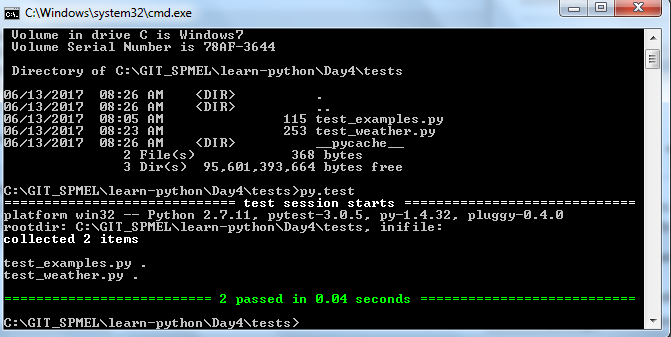 C:\Windows\system32\cmd.exe
Volume in drive C is Windows7
Volume Serial Number is 78AF-3644
Directory of C:\GIT_SPMEL\learn-python\Day4\tests
06/13/2017  08:26 AM    <DIR>          .
06/13/2017  08:26 AM    <DIR>          ..
06/13/2017  08:05 AM               115 test_examples.py
06/13/2017  08:23 AM               253 test_weather.py
06/13/2017  08:26 AM    <DIR>          __pycache__
2 File(s)            368 bytes
3 Dir(s)  95,601,393,664 bytes free
C:\GIT_SPMEL\learn-python\Day4\tests>py.test
============================= test session starts =============================
platform win32 -- Python 2.7.11, pytest-3.0.5, py-1.4.32, pluggy-0.4.0
rootdir: C:\GIT_SPMEL\learn-python\Day4\tests, inifile:
collected 2 items
test_examples.py .
test_weather.py .
========================== 2 passed in 0.04 seconds ===========================
C:\GIT_SPMEL\learn-python\Day4\tests>